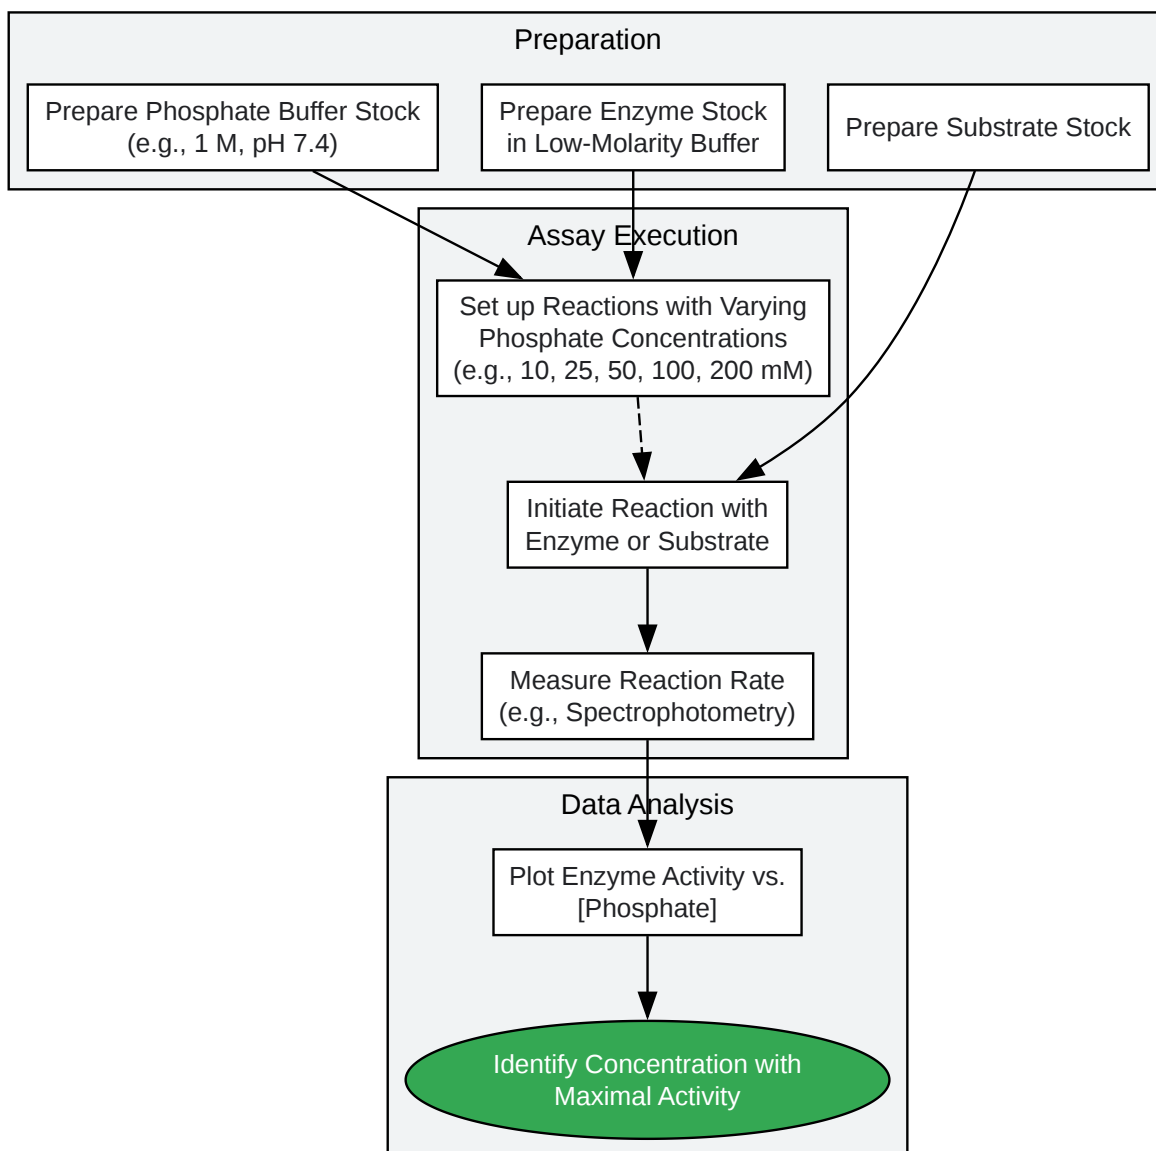 Preparation
Prepare Phosphate Buffer Stock
(e.g., 1 M, pH 7.4)
Prepare Enzyme Stock
in Low-Molarity Buffer
Prepare Substrate Stock
Assay Execution
Set up Reactions with Varying
Phosphate Concentrations
(e.g., 10, 25, 50, 100, 200 mM)
Initiate Reaction with
Enzyme or Substrate
Measure Reaction Rate
(e.g., Spectrophotometry)
Data Analysis
Plot Enzyme Activity vs.
[Phosphate]
Identify Concentration with
Maximal Activity